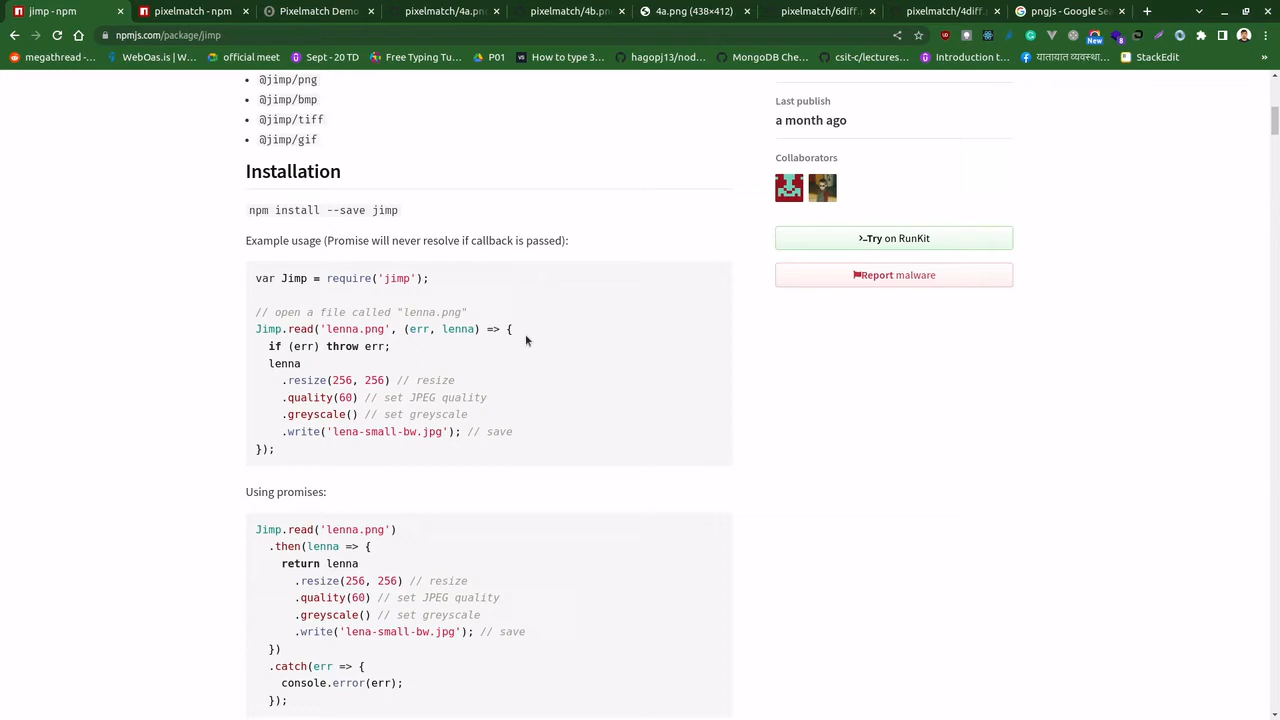 jimp - npm
pixelmatch - npm
Pixelmatch Demo
pixelmatch/4a.pn
pixelmatch/4b.pn
4a.png (438×412)
pixelmatch/6diff.p
pixelmatch/4diff.p
pngjs - Google Se
npmjs.com/package/jimp
New
megathread -...
WebOas.is | W...
official meet
Sept - 20 TD
Free Typing Tu...
P01
How to type 3...
hagopj13/nod...
MongoDB Che...
csit-c/lectures...
Introduction t...
यातायात व्यवस्था...
StackEdit
»
• @jimp/png
• @jimp/bmp
• @jimp/tiff
• @jimp/gif
Installation
npm install --save jimp
Example usage (Promise will never resolve if callback is passed):
var Jimp = require('jimp');
// open a file called "lenna.png"
Jimp.read('lenna.png', (err, lenna) => {
  if (err) throw err;
  lenna
    .resize(256, 256) // resize
    .quality(60) // set JPEG quality
    .greyscale() // set greyscale
    .write('lena-small-bw.jpg'); // save
});
Using promises:
Jimp.read('lenna.png')
  .then(lenna => {
    return lenna
      .resize(256, 256) // resize
      .quality(60) // set JPEG quality
      .greyscale() // set greyscale
      .write('lena-small-bw.jpg'); // save
  })
  .catch(err => {
    console.error(err);
  });
Last publish
a month ago
Collaborators
Try on RunKit
Report malware